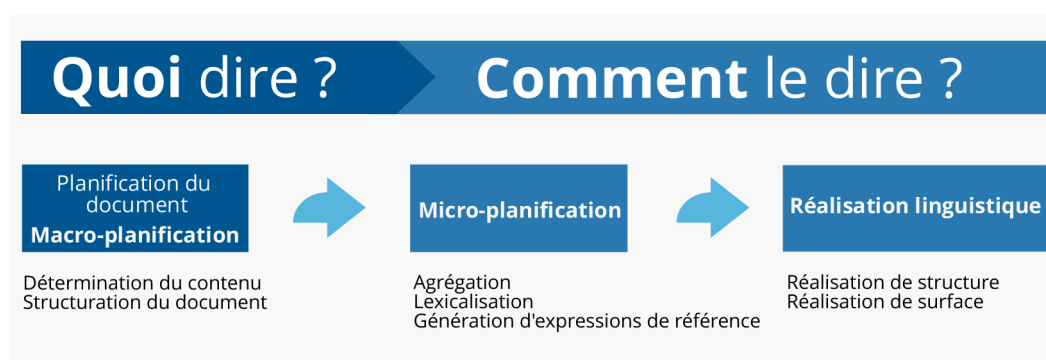 Quoi dire ?
Comment le dire ?
Planification du
document
Macro-planification
Micro-planification
Réalisation linguistique
Détermination du contenu
Structuration du document
Agrégation
Lexicalisation
Génération d'expressions de référence
Réalisation de structure
Réalisation de surface